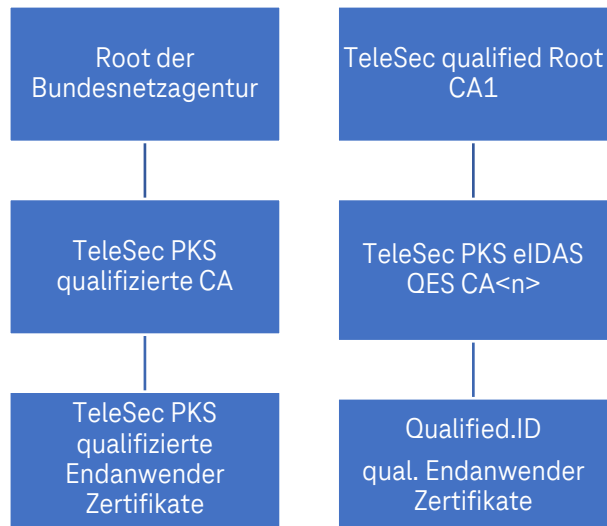 Root der
Bundesnetzagentur
TeleSec PKS
qualifizierte CA
TeleSec PKS
qualifizierte
Endanwender
Zertifikate
TeleSec qualified Root
CA1
TeleSec PKS eIDAS
QES CA<n>
Qualified.ID
qual. Endanwender
Zertifikate